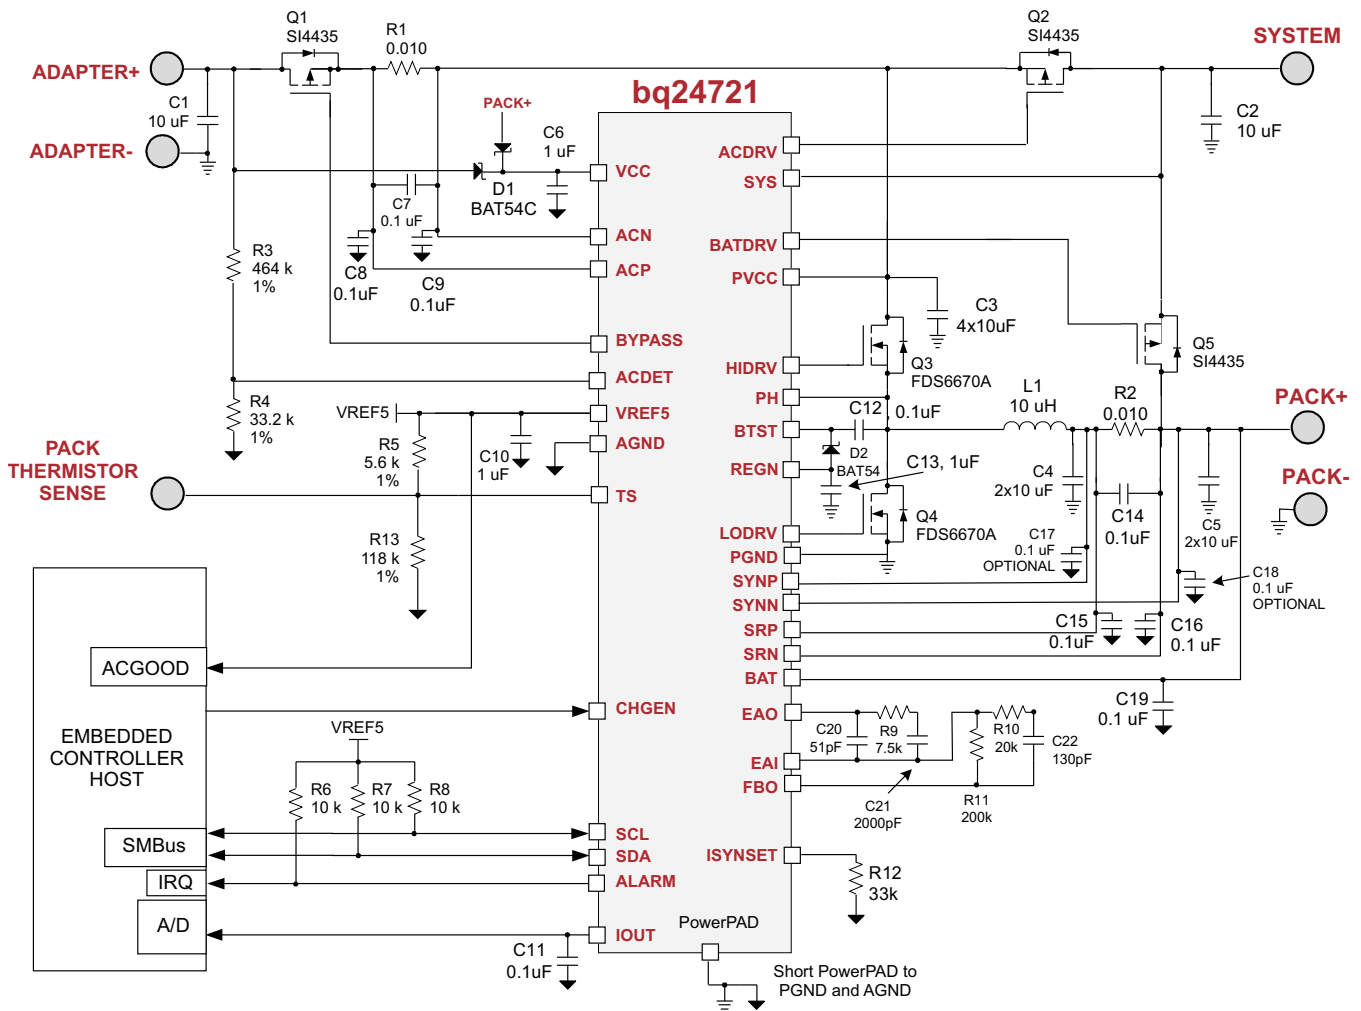 Q1
SI4435
R1
0.010
Q2
SI4435
SYSTEM
ADAPTER+
C1
10 uF
ADAPTER-
PACK+
C6
1 uF
bq24721
C2
10 uF
D1
BAT54C
C7
0.1 uF
C8
0.1uF
C9
0.1uF
R3
464 k
1%
VCC
ACN
ACP
BYPASS
ACDET
VREF5
AGND
TS
CHGEN
SCL
SDA
ALARM
IOUT
ACDRV
SYS
BATDRV
PVCC
HIDRV
PH
BTST
REGN
LODRV
PGND
SYNP
SYNN
SRP
SRN
BAT
EAO
EAI
FBO
ISYNSET
PowerPAD
C3
4x10uF
Q3
FDS6670A
Q5
SI4435
L1
10 uH
R2
0.010
PACK+
PACK-
C12
0.1uF
D2
BAT54
C13, 1uF
C4
2x10 uF
C14
0.1uF
C5
2x10 uF
Q4
FDS6670A
C17
0.1 uF
OPTIONAL
C18
0.1 uF
OPTIONAL
C15
0.1uF
C16
0.1 uF
C19
0.1 uF
R4
33.2 k
1%
VREF5
R5
5.6 k
1%
C10
1 uF
PACK
THERMISTOR
SENSE
R13
118 k
1%
ACGOOD
EMBEDDED
CONTROLLER
HOST
VREF5
R6
10 k
R7
10 k
R8
10 k
SMBus
IRQ
A/D
C11
0.1uF
C20
51pF
R9
7.5k
R10
20k
C22
130pF
C21
2000pF
R11
200k
R12
33k
Short PowerPAD to
PGND and AGND